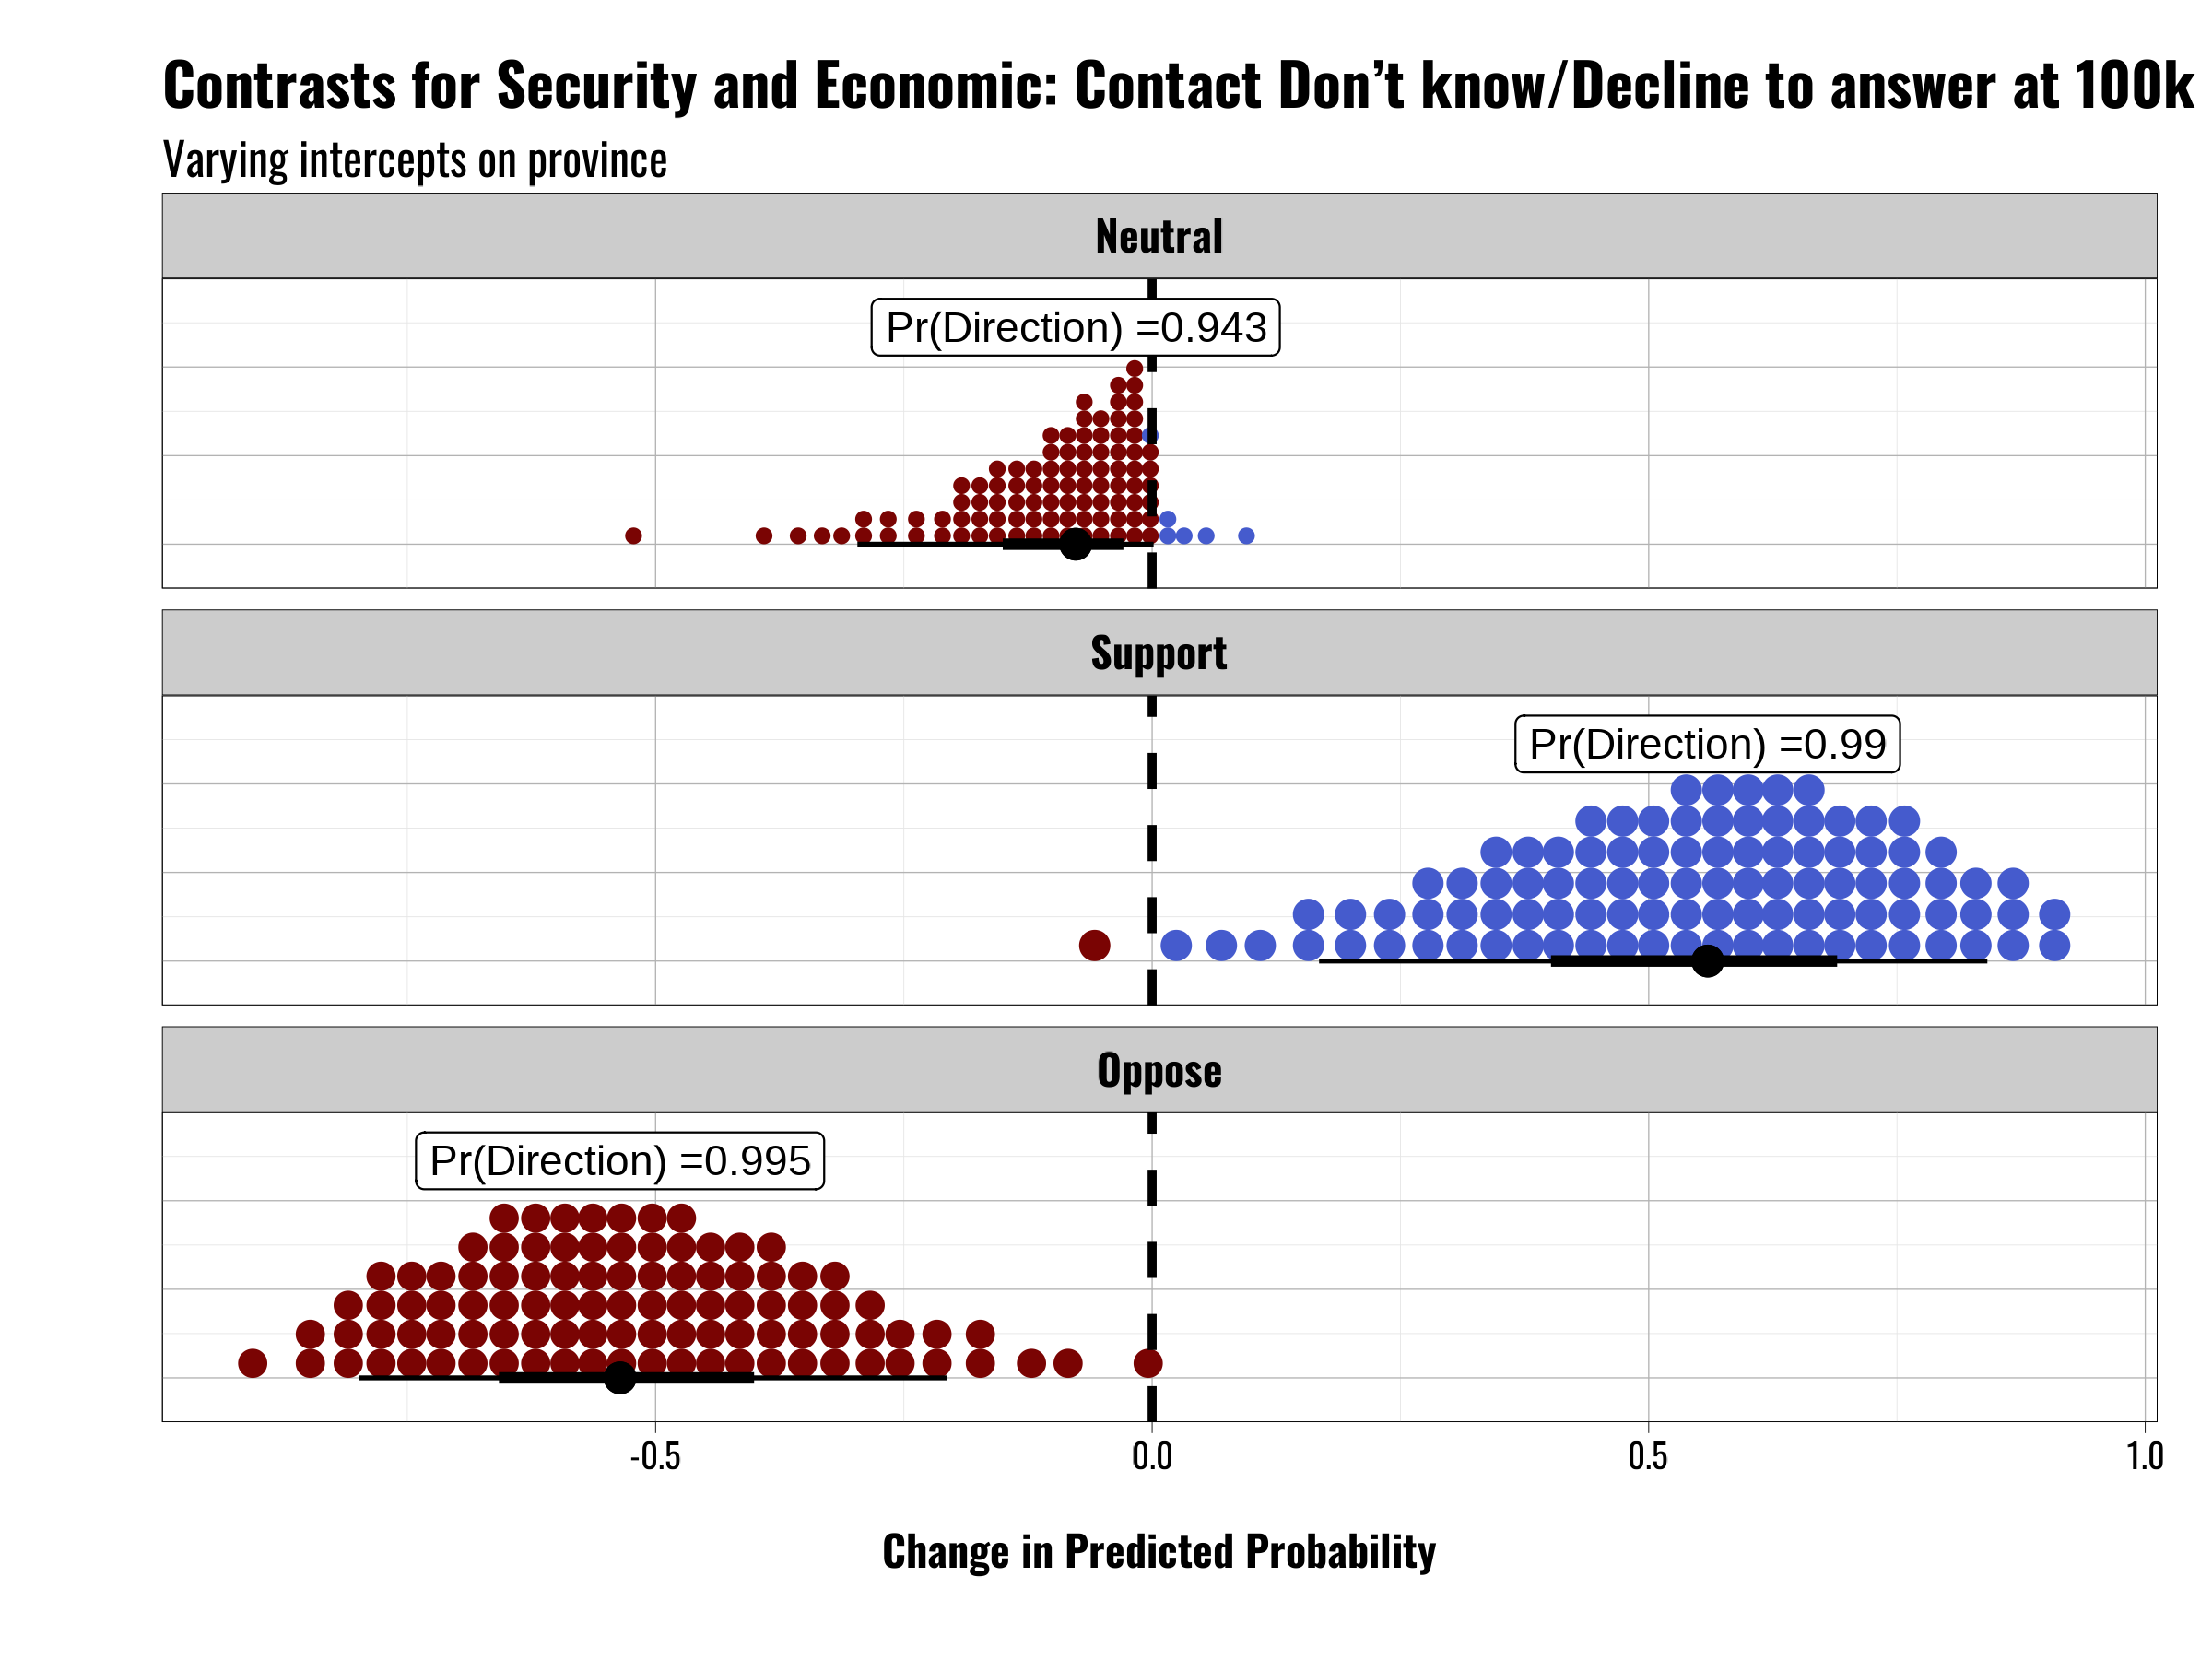 Contrasts for Security and Economic: Contact Don’t know/Decline to answer at 100k
Varying intercepts on province
Neutral
Pr(Direction) =0.943
Support
Pr(Direction) =0.99
Oppose
Pr(Direction) =0.995
-0.5 0.0 0.5 1.0
Change in Predicted Probability